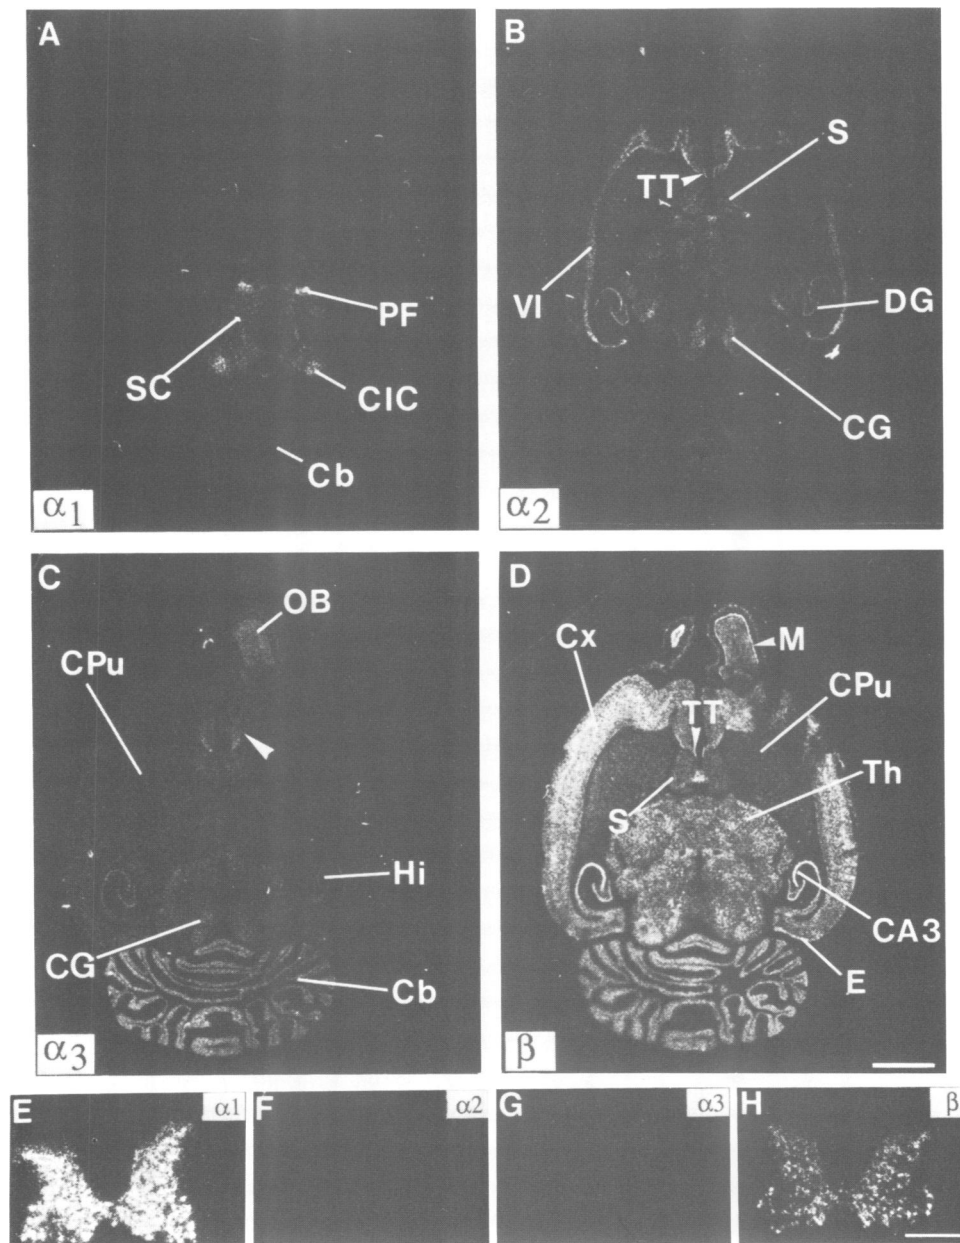 A
PF
SC
CIC
Cb
α1
B
S
TT
VI
DG
CG
α2
C
OB
CPu
Hi
CG
Cb
α3
D
Cx
M
CPu
TT
Th
S
CA3
E
β
E
α1
F
α2
G
α3
H
β